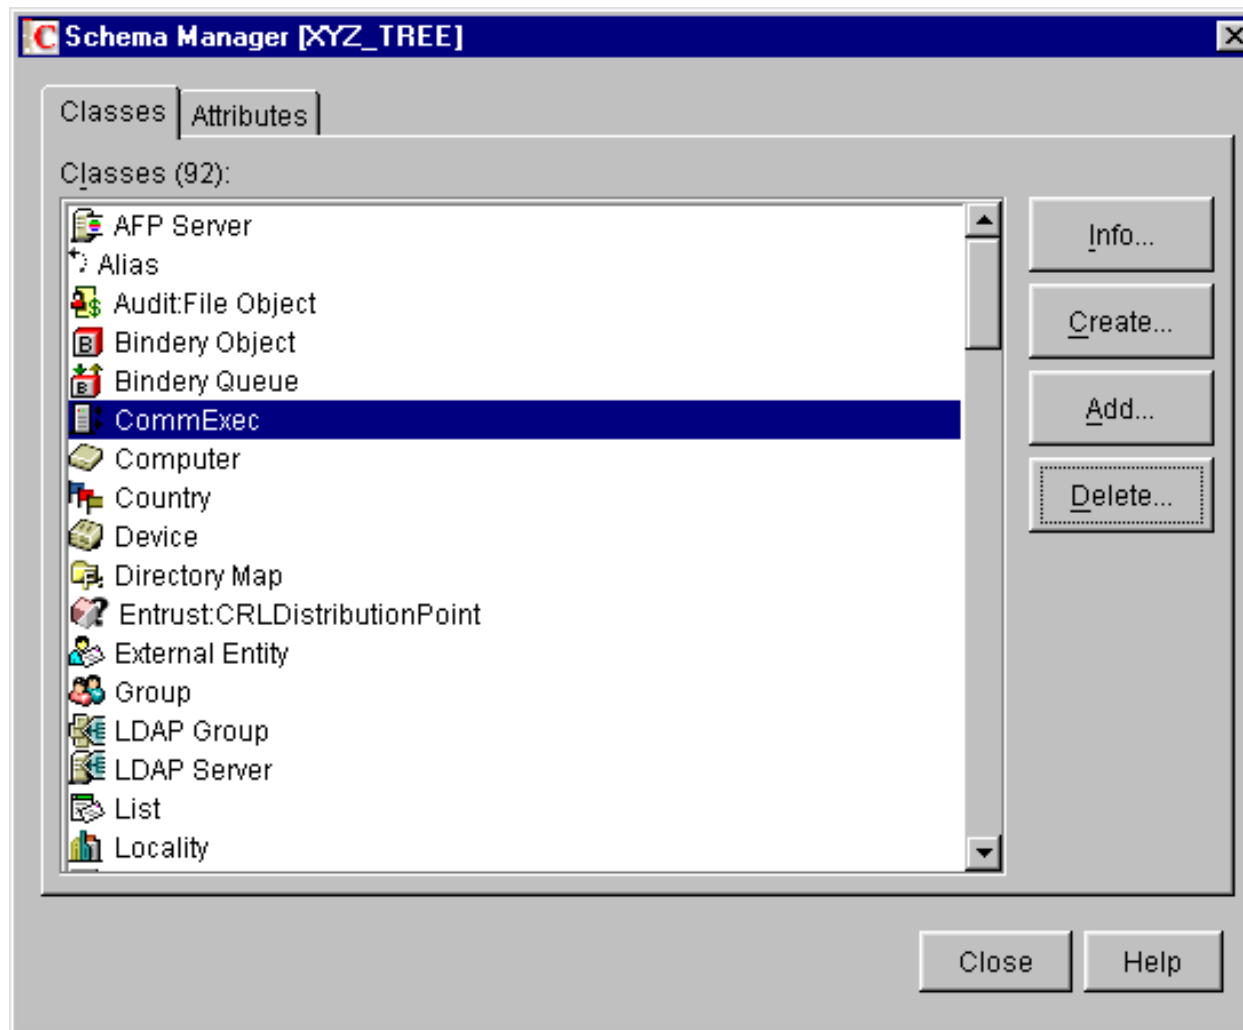 Schema Manager [XYZ_TREE]
Classes
Attributes
Classes (92):
AFP Server
Alias
Audit:File Object
Bindery Object
Bindery Queue
CommExec
Computer
Country
Device
Directory Map
Entrust:CRLDistributionPoint
External Entity
Group
LDAP Group
LDAP Server
List
Locality
Info...
Create...
Add...
Delete...
Close
Help